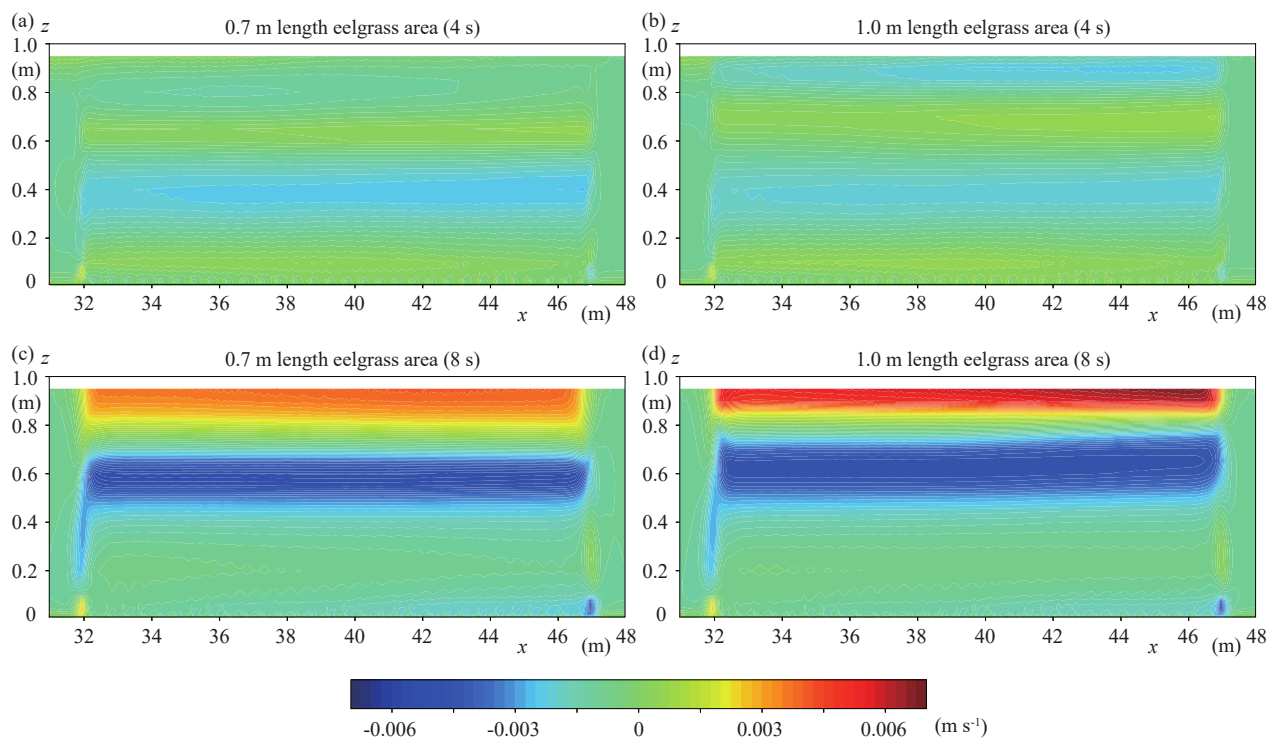 (a) z 0.7 m length eelgrass area (4 s)
1.0
(m)
0.8
0.6
0.4
0.2
0
32 34 36 38 40 42 44 46 48
x (m)
(b) z 1.0 m length eelgrass area (4 s)
1.0
(m)
0.8
0.6
0.4
0.2
0
32 34 36 38 40 42 44 46 48
x (m)
(c) z 0.7 m length eelgrass area (8 s)
1.0
(m)
0.8
0.6
0.4
0.2
0
32 34 36 38 40 42 44 46 48
x (m)
(d) z 1.0 m length eelgrass area (8 s)
1.0
(m)
0.8
0.6
0.4
0.2
0
32 34 36 38 40 42 44 46 48
x (m)
-0.006 -0.003 0 0.003 0.006 (m s⁻¹)